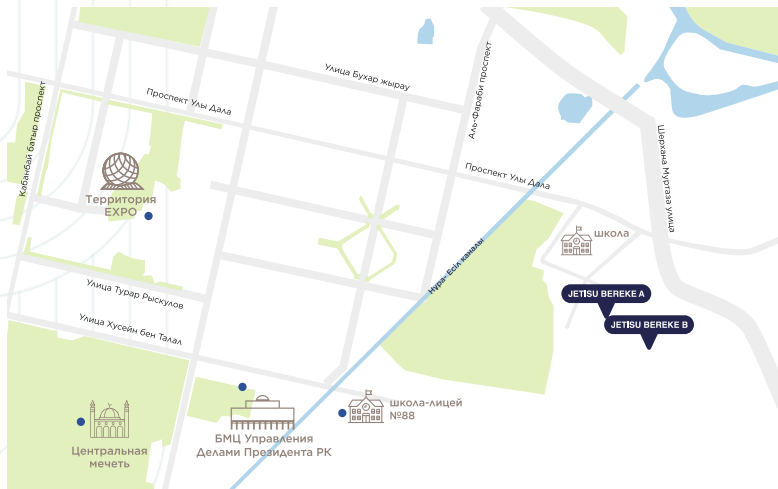 Улица Бухар жырау
Проспект Улы Дала
Аль-Фараби проспект
Кабанбай батыр проспект
Шерхана Муртаза улица
Проспект Улы Дала
Территория
EXPO
школа
Нура- Есіл каналы
Улица Турар Рыскулов
JETISU BEREKE A
JETISU BEREKE B
Улица Хусейн бен Талал
школа-лицей
№88
БМЦ Управления
Делами Президента РК
Центральная
мечеть